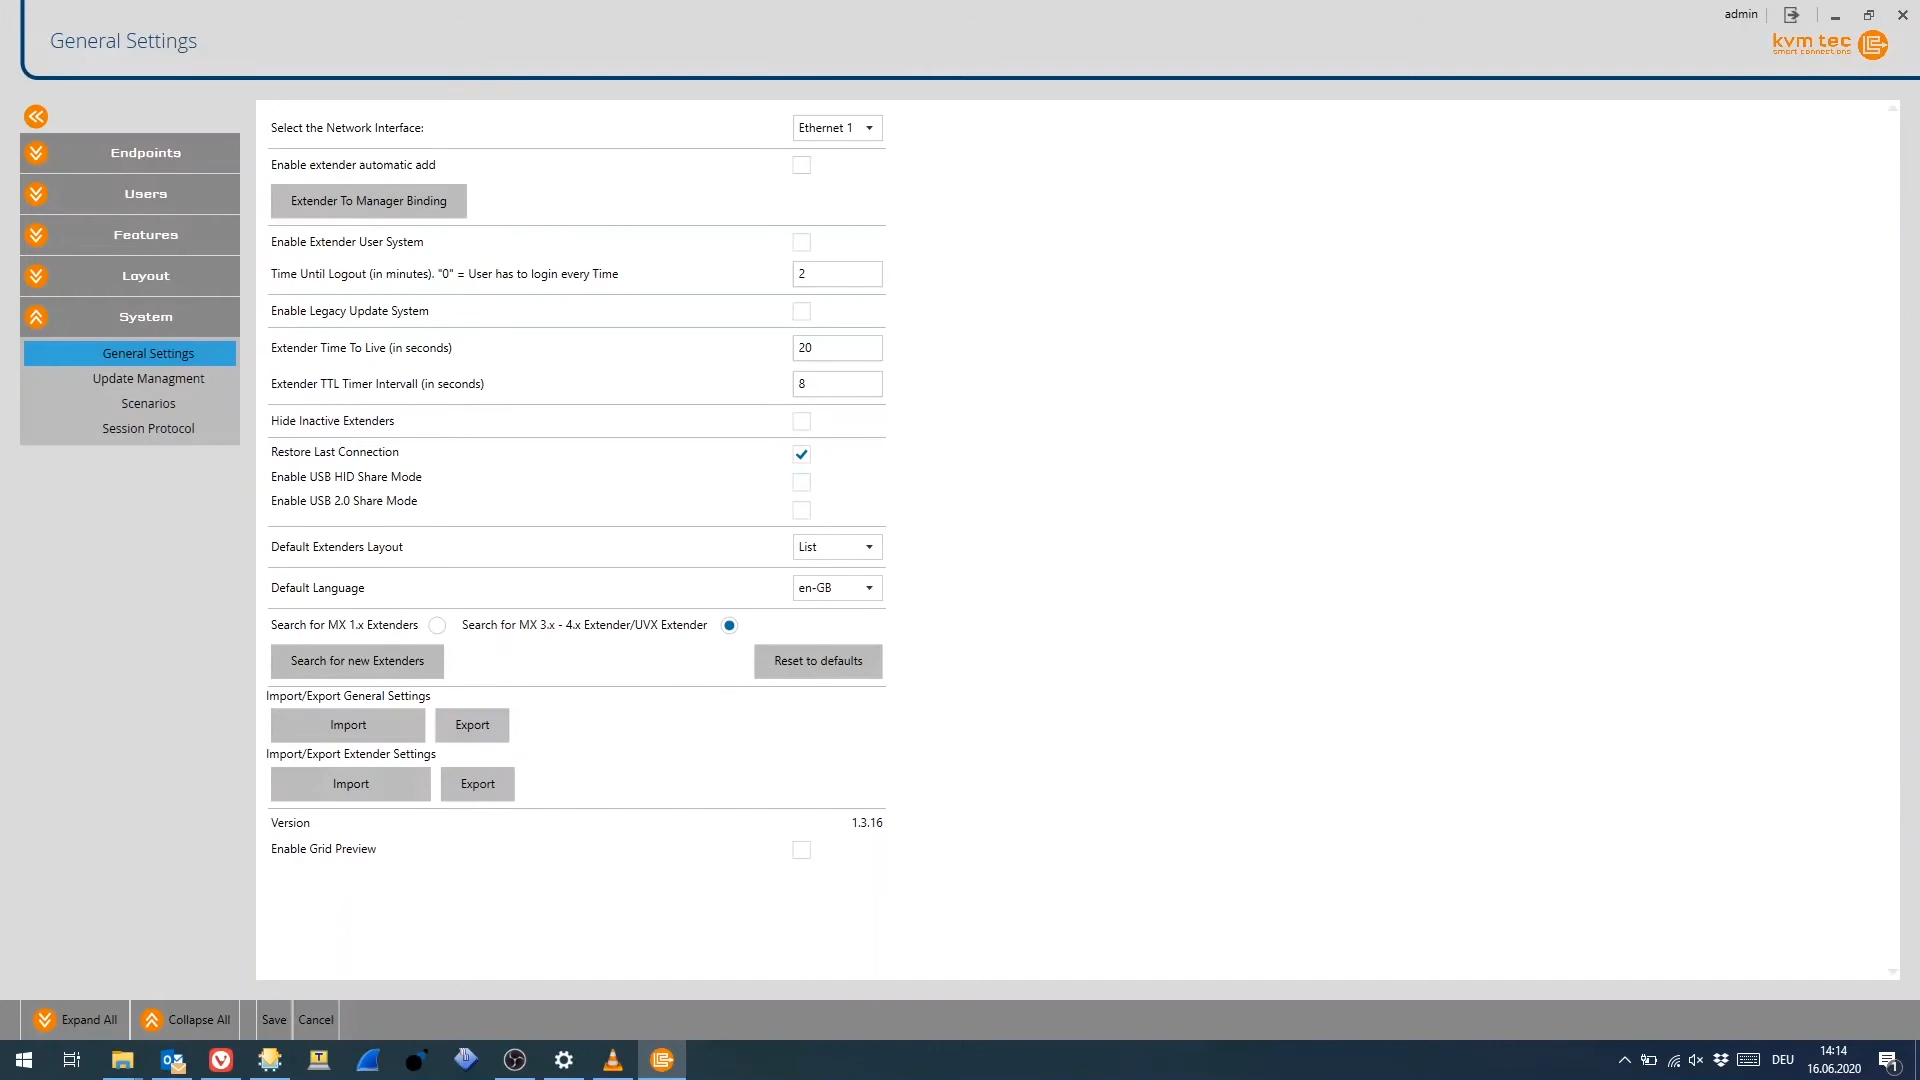 admin
General Settings
kvm tec
smart connections
Select the Network Interface:
Ethernet 1
Endpoints
Enable extender automatic add
Users
Extender To Manager Binding
Features
Enable Extender User System
Layout
Time Until Logout (in minutes). "0" = User has to login every Time
2
System
Enable Legacy Update System
General Settings
Extender Time To Live (in seconds)
20
Update Managment
Extender TTL Timer Intervall (in seconds)
8
Scenarios
Hide Inactive Extenders
Session Protocol
Restore Last Connection
Enable USB HID Share Mode
Enable USB 2.0 Share Mode
Default Extenders Layout
List
Default Language
en-GB
Search for MX 1.x Extenders
Search for MX 3.x - 4.x Extender/UVX Extender
Search for new Extenders
Reset to defaults
Import/Export General Settings
Import
Export
Import/Export Extender Settings
Import
Export
Version
1.3.16
Enable Grid Preview
Expand All
Collapse All
Save
Cancel
DEU
14:14
16.06.2020
1